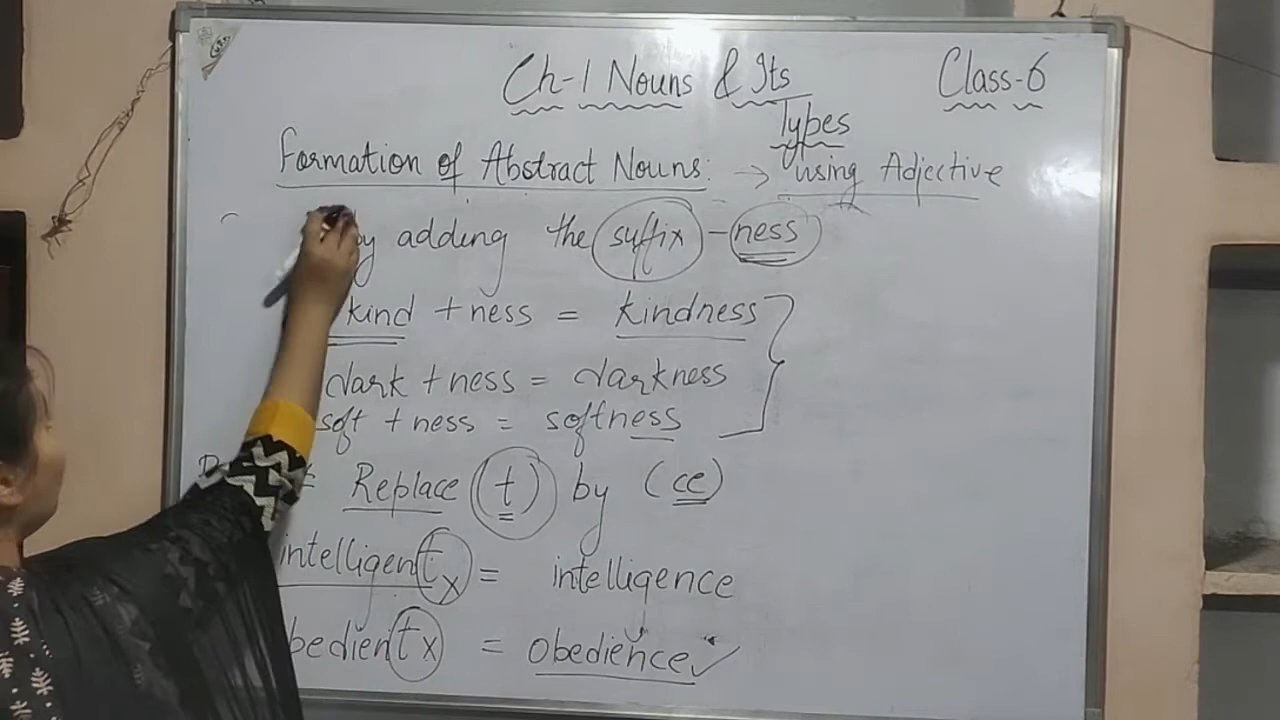 Ch-1 Nouns & Its Types
Class-6
Formation of Abstract Nouns: → using Adjective
adding the suffix -ness
kind + ness = kindness
dark + ness = darkness
soft + ness = softness
Replace (t) by (ce)
intelligent x = intelligence
bedient x = obedience ✓